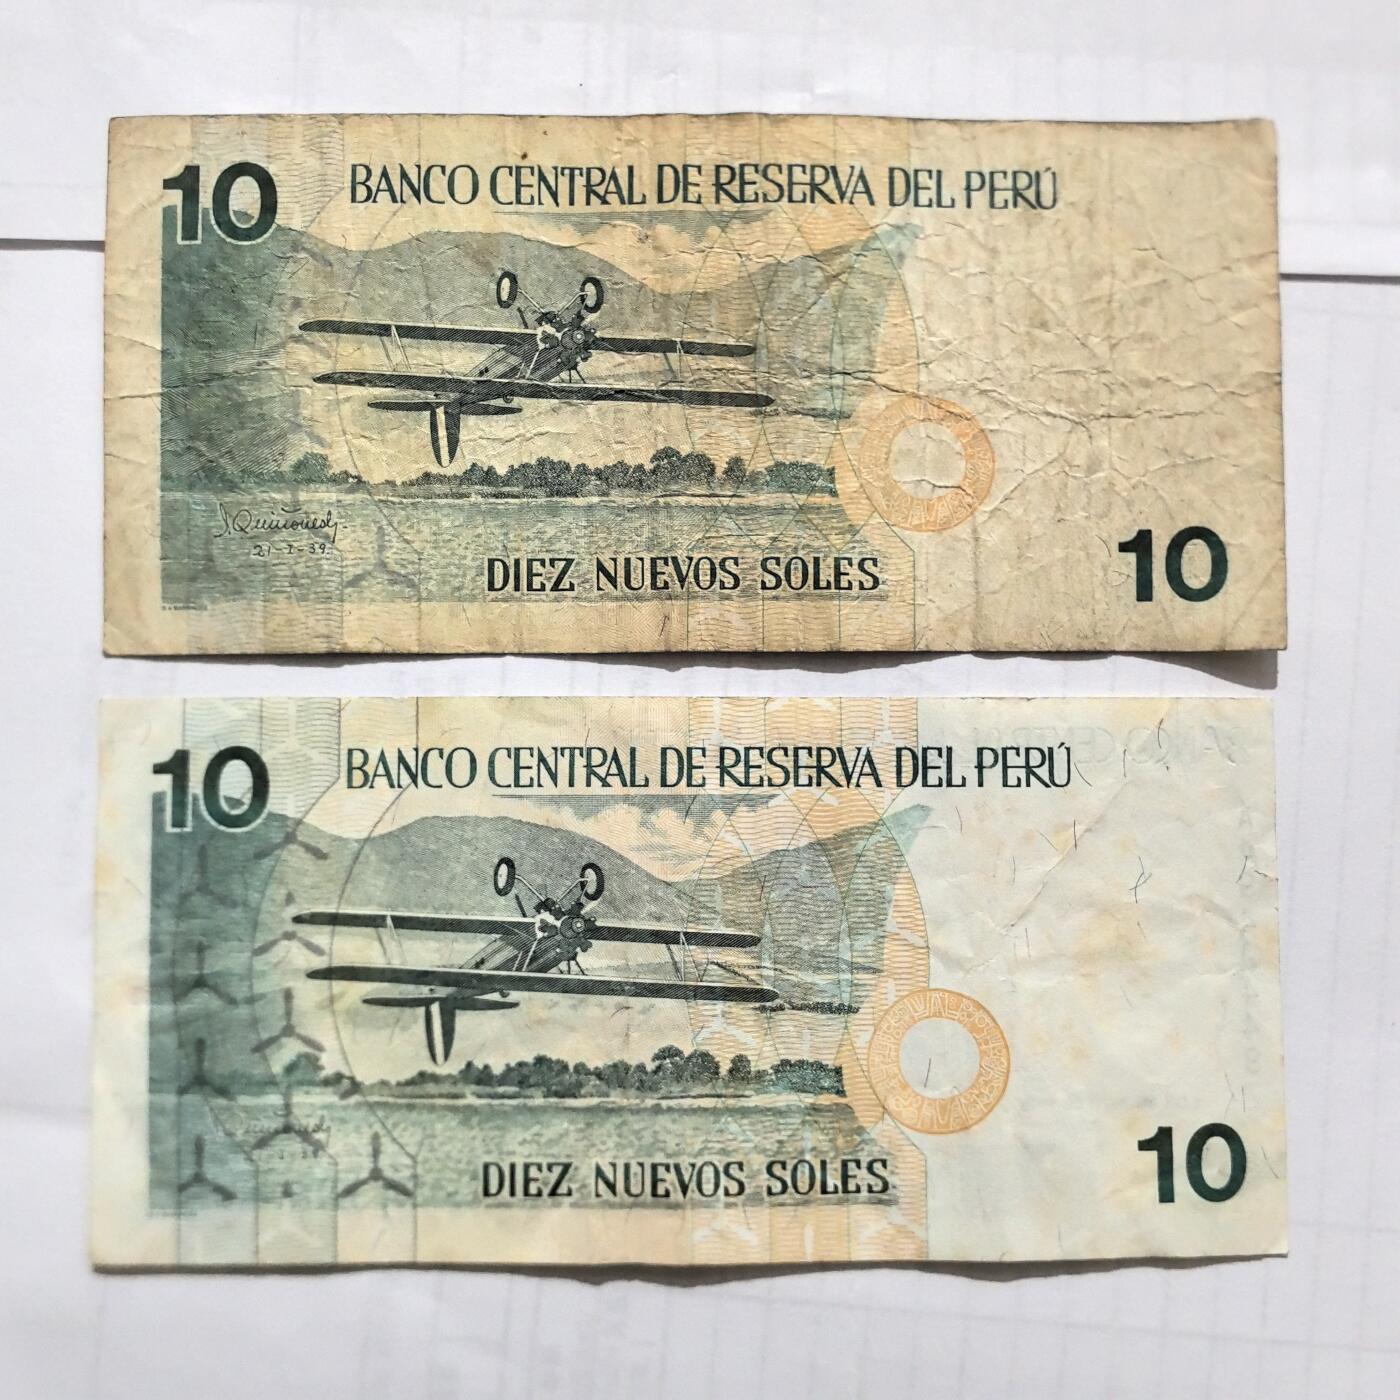 10
BANCO CENTRAL DE RESERVA DEL PERÚ
21-I-39.
DIEZ NUEVOS SOLES
10
10
BANCO CENTRAL DE RESERVA DEL PERÚ
DIEZ NUEVOS SOLES
10